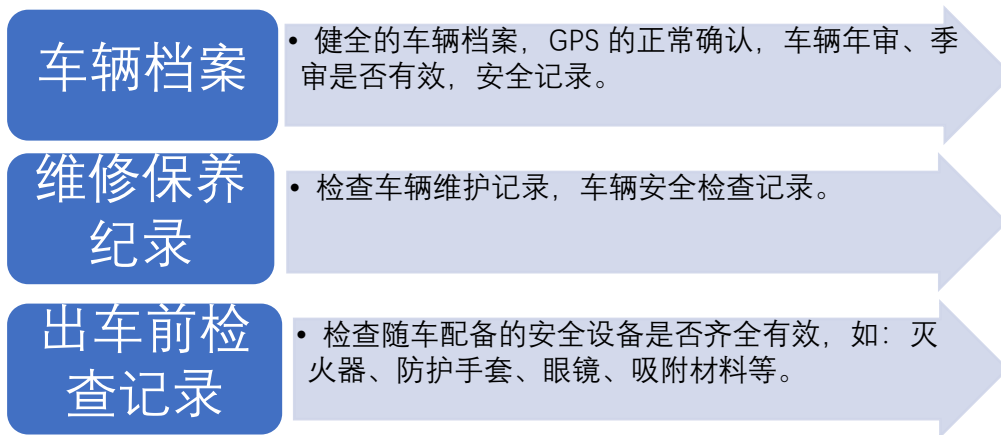 车辆档案
• 健全的车辆档案，GPS 的正常确认，车辆年审、季
审是否有效，安全记录。
维修保养
纪录
• 检查车辆维护记录，车辆安全检查记录。
出车前检
查记录
• 检查随车配备的安全设备是否齐全有效，如：灭
火器、防护手套、眼镜、吸附材料等。